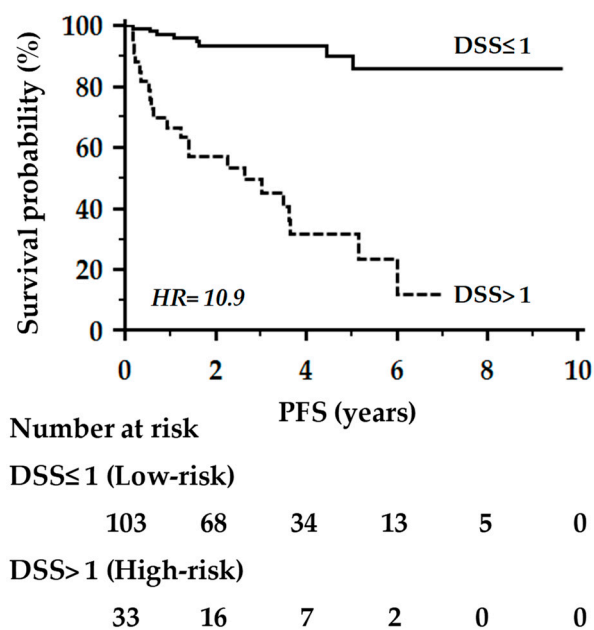 Survival probability (%)
100
80
60
40
20
0
DSS≤ 1
DSS> 1
HR= 10.9
0 2 4 6 8 10
PFS (years)
Number at risk
DSS≤ 1 (Low-risk)
103 68 34 13 5 0
DSS> 1 (High-risk)
33 16 7 2 0 0